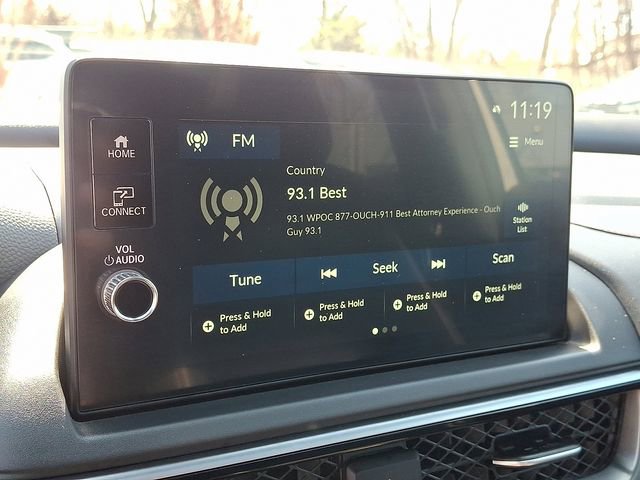 11:19
HOME
FM
Menu
Country
93.1 Best
CONNECT
93.1 WPOC 877-OUCH-911 Best Attorney Experience - Ouch
Guy 93.1
Station
List
VOL
AUDIO
Tune
Seek
Scan
Press & Hold
to Add
Press & Hold
to Add
Press & Hold
to Add
Press & Hold
to Add